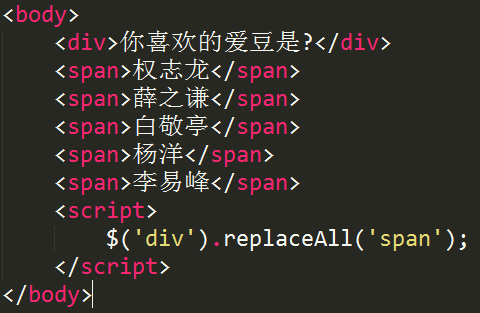 <body>
<div>你喜欢的爱豆是?</div>
<span>权志龙</span>
<span>薛之谦</span>
<span>白敬亭</span>
<span>杨洋</span>
<span>李易峰</span>
<script>
$('div').replaceAll('span');
</script>
</body>